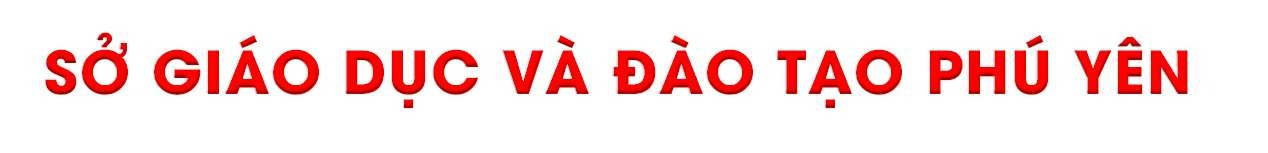 SỞ GIÁO DỤC VÀ ĐÀO TẠO PHÚ YÊN